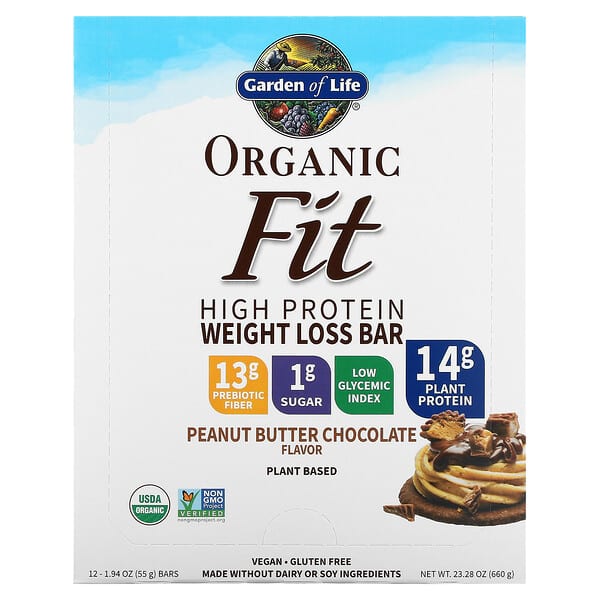 Garden of Life®
ORGANIC
Fit
HIGH PROTEIN
WEIGHT LOSS BAR
13g
PREBIOTIC
FIBER
1g
SUGAR
LOW
GLYCEMIC
INDEX
14g
PLANT
PROTEIN
PEANUT BUTTER CHOCOLATE
FLAVOR
PLANT BASED
USDA
ORGANIC
NON
GMO
Project
VERIFIED
nongmoproject.org
VEGAN • GLUTEN FREE
12 - 1.94 OZ (55 g) BARS
MADE WITHOUT DAIRY OR SOY INGREDIENTS
NET WT. 23.28 OZ (660 g)